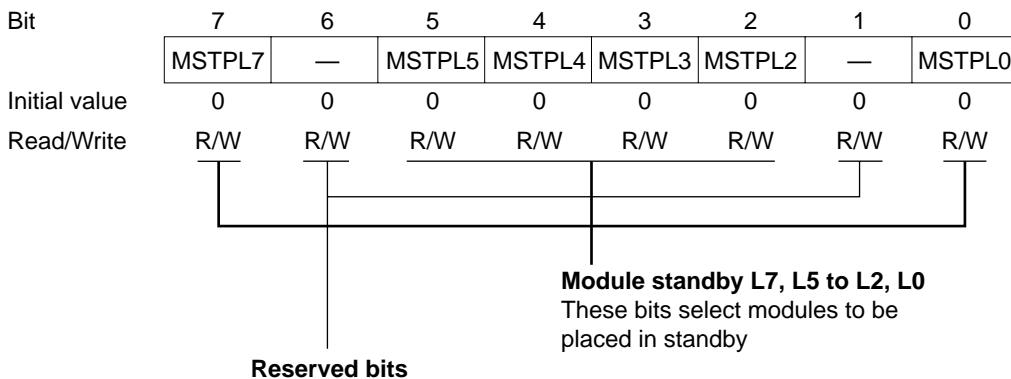 Bit 7 6 5 4 3 2 1 0
MSTPL7 — MSTPL5 MSTPL4 MSTPL3 MSTPL2 — MSTPL0
Initial value 0 0 0 0 0 0 0 0
Read/Write R/W R/W R/W R/W R/W R/W R/W R/W
Module standby L7, L5 to L2, L0
These bits select modules to be
placed in standby
Reserved bits